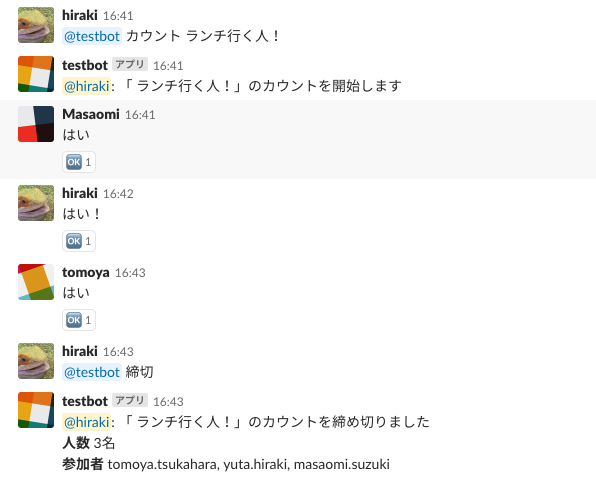 hiraki 16:41
@testbot カウント ランチ行く人！
testbot アプリ 16:41
@hiraki: 「 ランチ行く人！」のカウントを開始します
Masaomi 16:41
はい
OK 1
hiraki 16:42
はい！
OK 1
tomoya 16:43
はい
OK 1
hiraki 16:43
@testbot 締切
testbot アプリ 16:43
@hiraki: 「 ランチ行く人！」のカウントを締め切りました
人数 3名
参加者 tomoya.tsukahara, yuta.hiraki, masaomi.suzuki